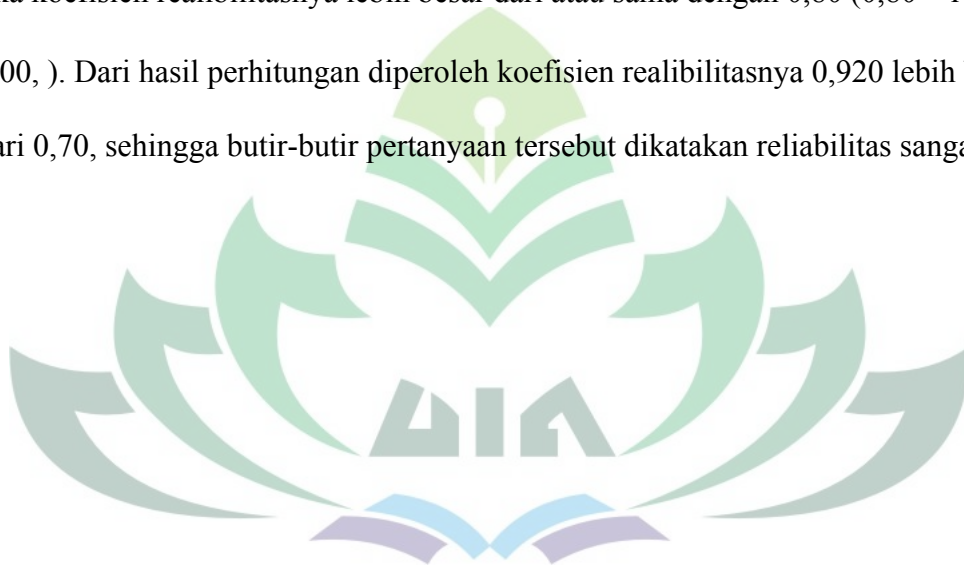 koefisien realibilitasnya lebih besar dari atau sama dengan 0,80 (0,80
00, ). Dari hasil perhitungan diperoleh koefisien realibilitasnya 0,920 lebih
ari 0,70, sehingga butir-butir pertanyaan tersebut dikatakan reliabilitas sanga
UIN